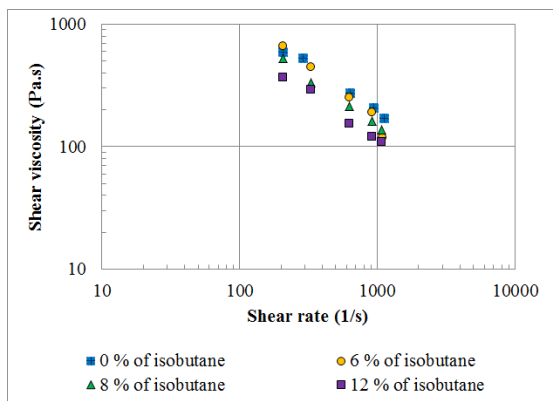 1000
100
10
Shear viscosity (Pa.s)
10 100 1000 10000
Shear rate (1/s)
0 % of isobutane 6 % of isobutane
8 % of isobutane 12 % of isobutane